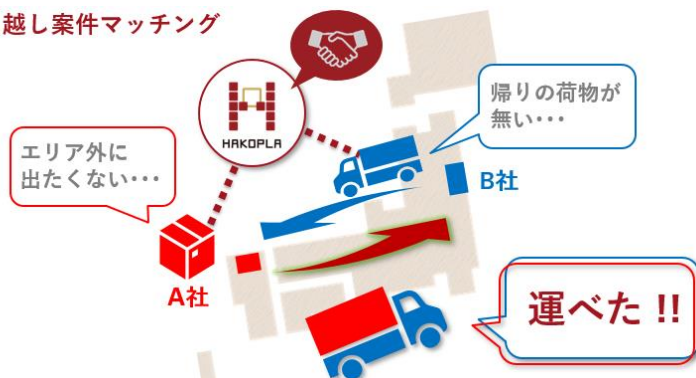 越し案件マッチング
帰りの荷物が
無い・・・
HAKOPLA
エリア外に
出たくない・・・
B社
A社
運べた !!